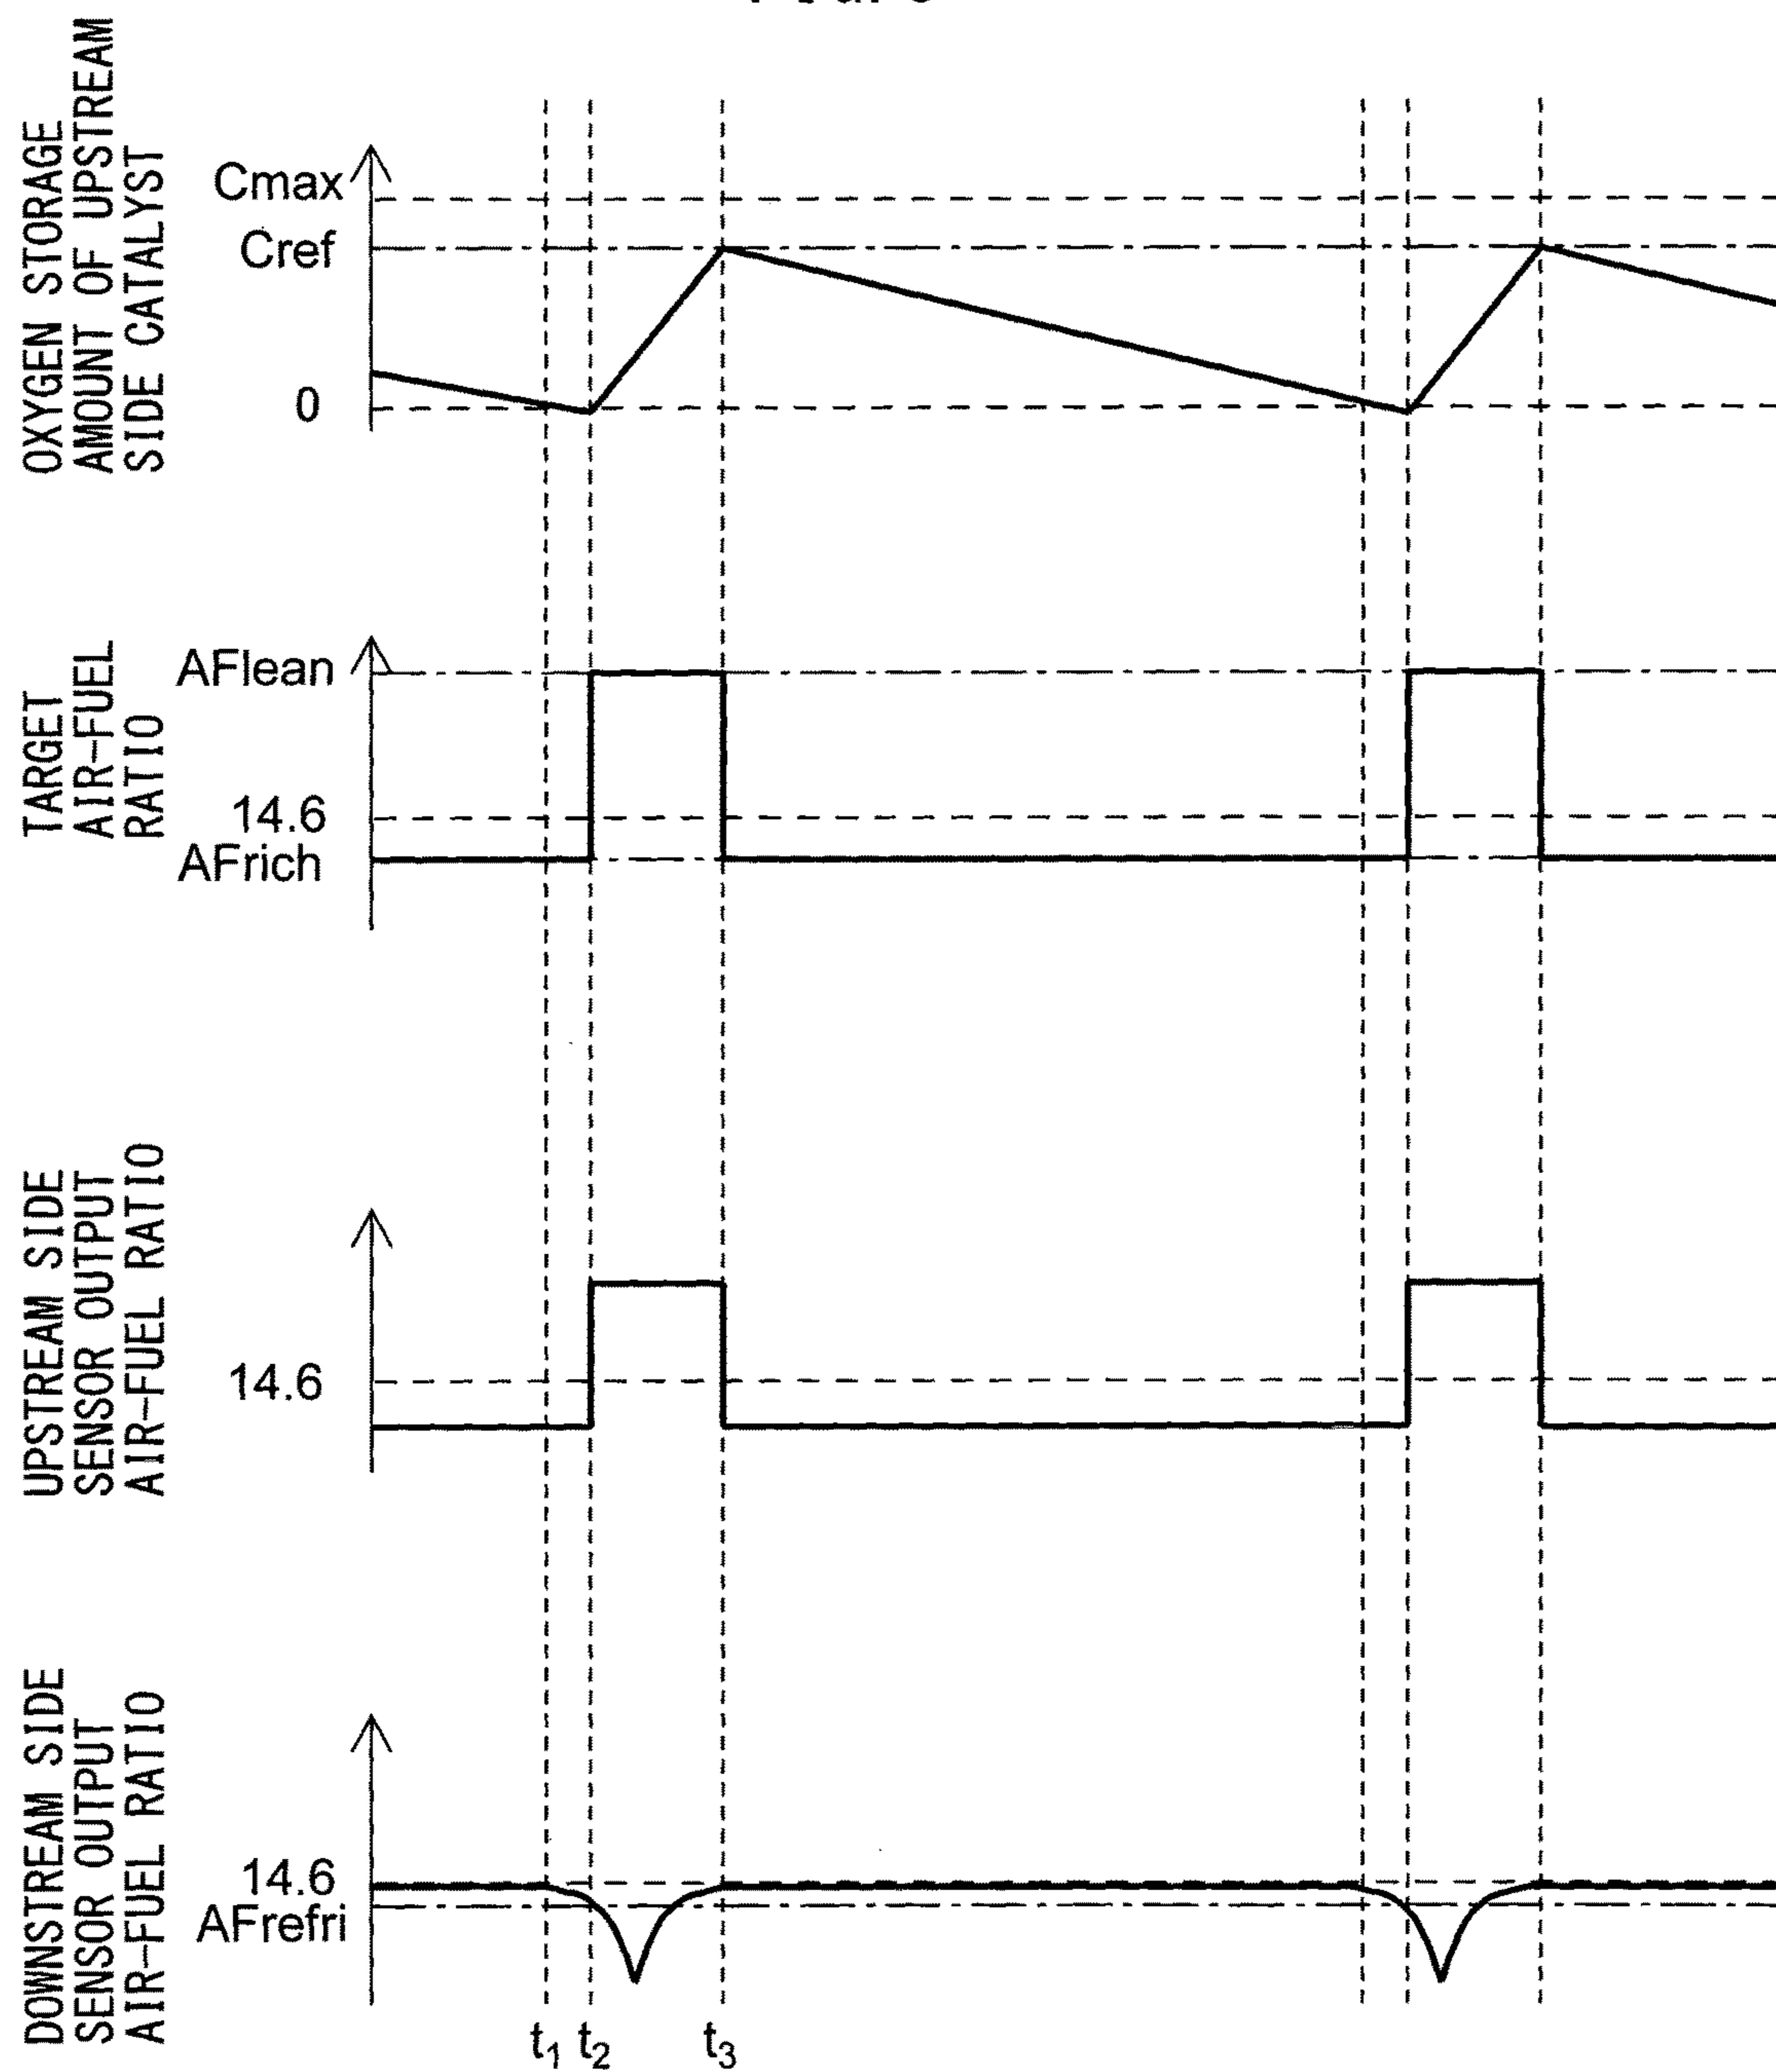 OXYGEN STORAGE
AMOUNT OF UPSTREAM
SIDE CATALYST
Cmax
Cref
0
TARGET
AIR-FUEL
RATIO
AFlean
14.6
AFrich
UPSTREAM SIDE
SENSOR OUTPUT
AIR-FUEL RATIO
14.6
DOWNSTREAM SIDE
SENSOR OUTPUT
AIR-FUEL RATIO
14.6
AFrefri
t1 t2 t3